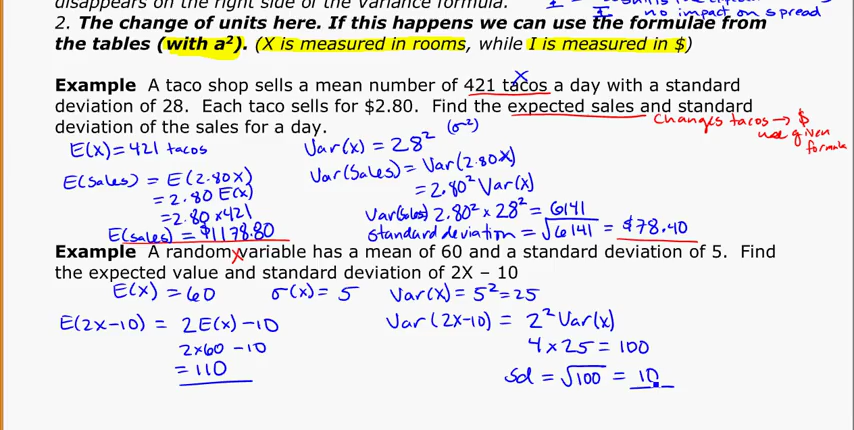 disappears on the right side of the variance formula.
no impact on spread
2. The change of units here. If this happens we can use the formulae from
the tables (with a²). (X is measured in rooms, while I is measured in $)
Example A taco shop sells a mean number of 421 tacos a day with a standard
X
deviation of 28. Each taco sells for $2.80. Find the expected sales and standard
deviation of the sales for a day.
Changes tacos → $
use given
formula
E(X) = 421 tacos
Var(X) = 28² (σ²)
E(Sales) = E(2.80X)
= 2.80 E(X)
= 2.80 x 421
E(Sales) = $1178.80
Var(Sales) = Var(2.80X)
= 2.80² Var(X)
Var(Sales) 2.80² x 28² = 6141
standard deviation = √6141 = $78.40
Example A random variable has a mean of 60 and a standard deviation of 5. Find
X
the expected value and standard deviation of 2X – 10
E(X) = 60 σ(X) = 5 Var(X) = 5² = 25
E(2X-10) = 2E(X) - 10
2x60 - 10
= 110
Var(2X-10) = 2² Var(X)
4 x 25 = 100
sd = √100 = 10